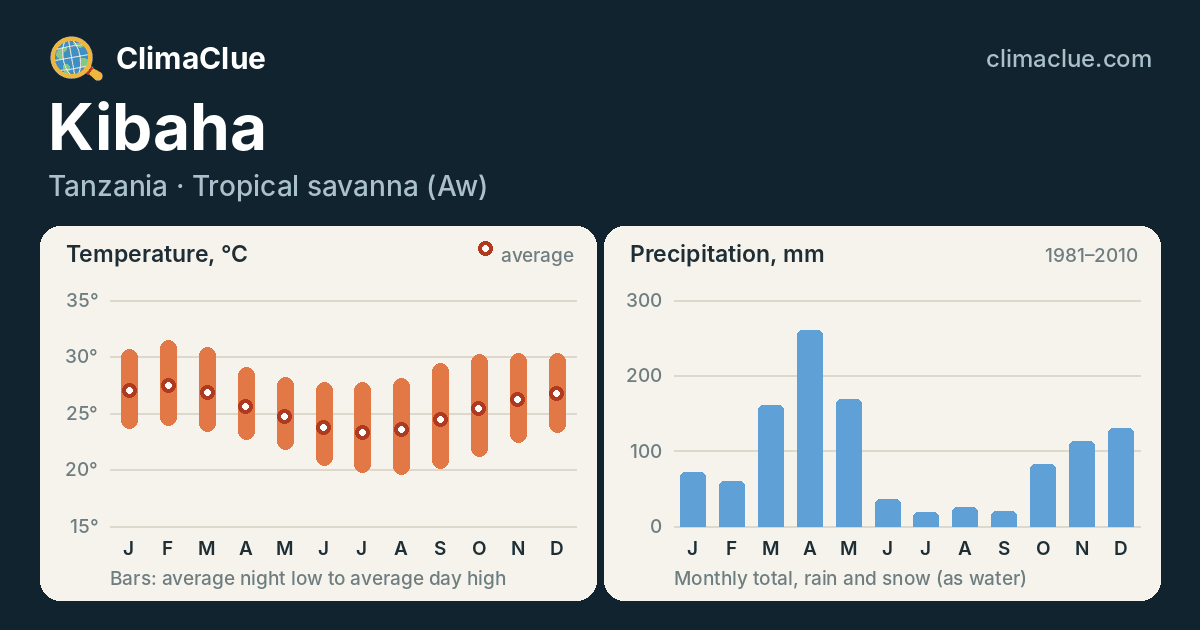 ClimaClue
climaclue.com
Kibaha
Tanzania · Tropical savanna (Aw)
Temperature, °C
average
35°
30°
25°
20°
15°
J F M A M J J A S O N D
Bars: average night low to average day high
Precipitation, mm
1981–2010
300
200
100
0
J F M A M J J A S O N D
Monthly total, rain and snow (as water)